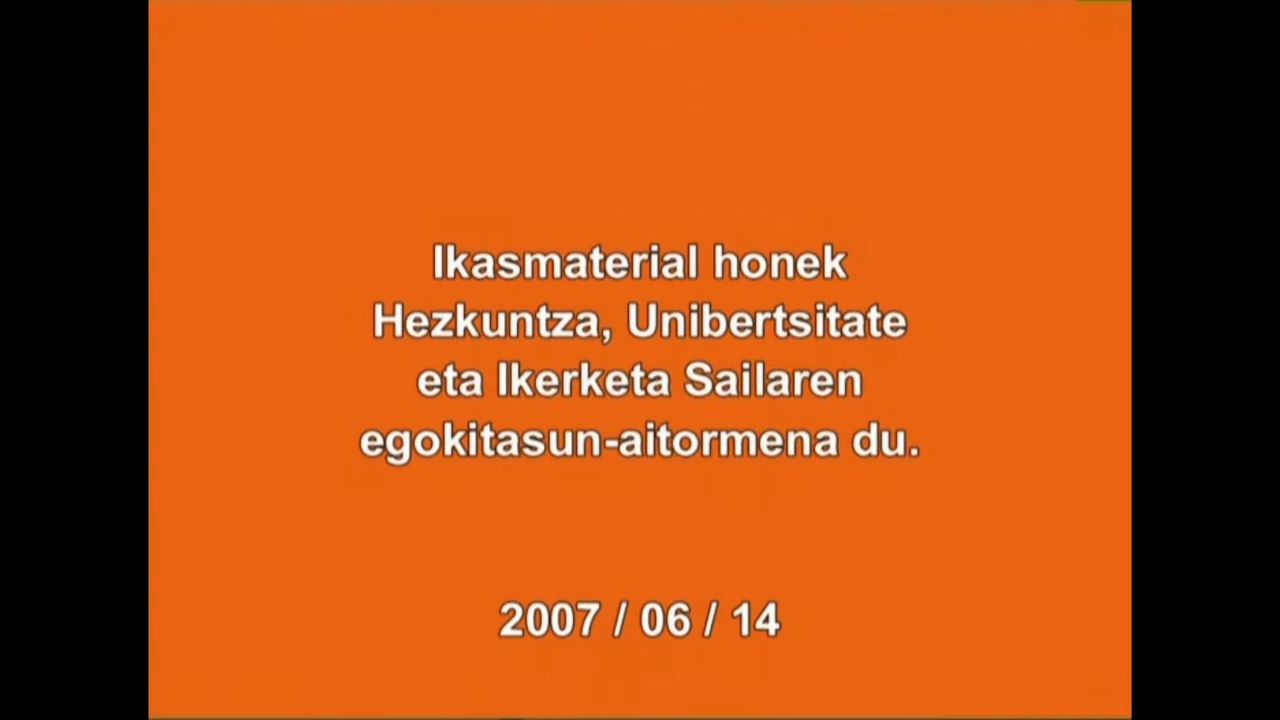 Ikasmaterial honek
Hezkuntza, Unibertsitate
eta Ikerketa Sailaren
egokitasun-aitormena du.
2007 / 06 / 14